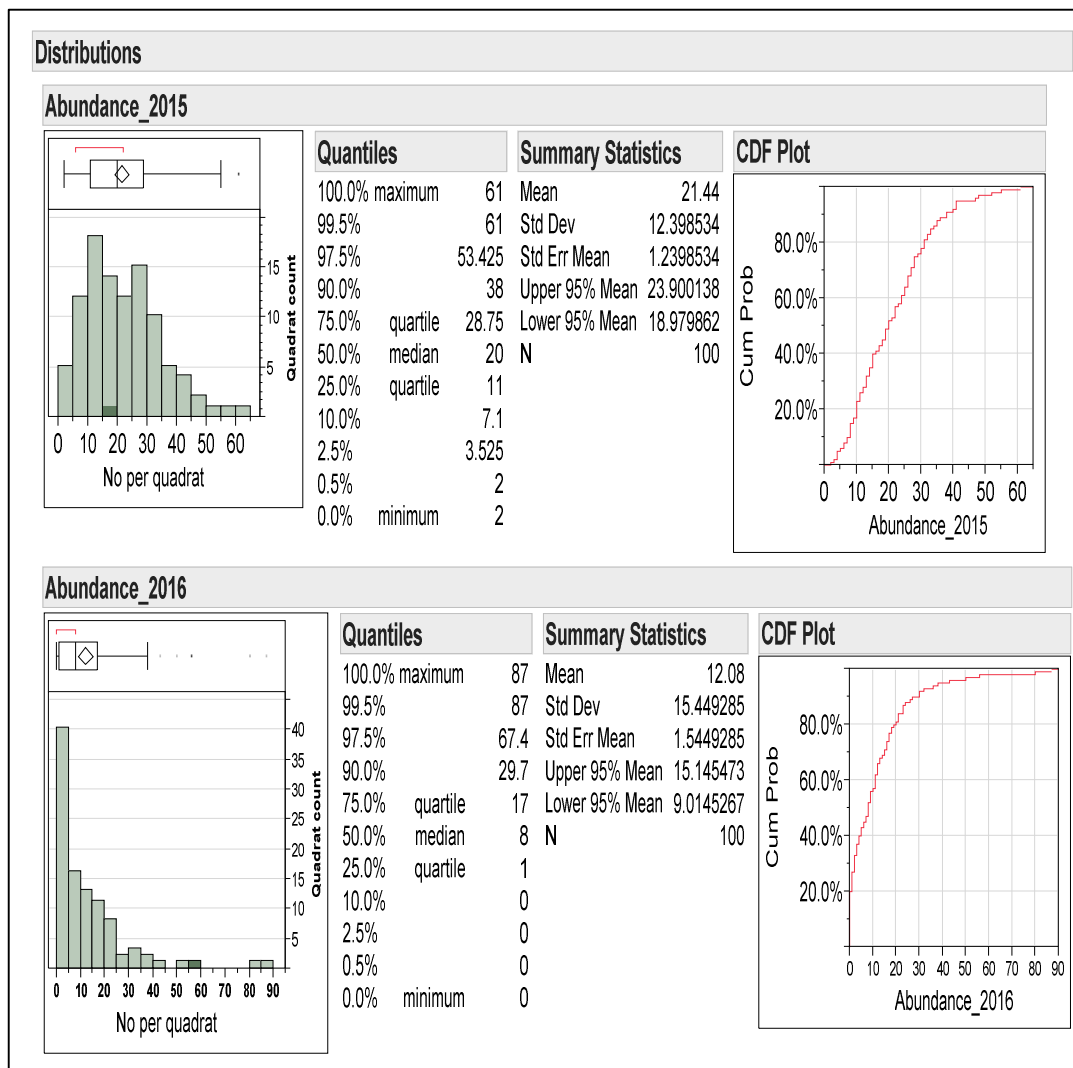 Distributions
Abundance_2015
15
10
5
Quadrat count
0 10 20 30 40 50 60
No per quadrat
Quantiles
100.0% maximum 61
99.5% 61
97.5% 53.425
90.0% 38
75.0% quartile 28.75
50.0% median 20
25.0% quartile 11
10.0% 7.1
2.5% 3.525
0.5% 2
0.0% minimum 2
Summary Statistics
Mean 21.44
Std Dev 12.398534
Std Err Mean 1.2398534
Upper 95% Mean 23.900138
Lower 95% Mean 18.979862
N 100
CDF Plot
Cum Prob
80.0%
60.0%
40.0%
20.0%
0 10 20 30 40 50 60
Abundance_2015
Abundance_2016
40
35
30
25
20
15
10
5
Quadrat count
0 10 20 30 40 50 60 70 80 90
No per quadrat
Quantiles
100.0% maximum 87
99.5% 87
97.5% 67.4
90.0% 29.7
75.0% quartile 17
50.0% median 8
25.0% quartile 1
10.0% 0
2.5% 0
0.5% 0
0.0% minimum 0
Summary Statistics
Mean 12.08
Std Dev 15.449285
Std Err Mean 1.5449285
Upper 95% Mean 15.145473
Lower 95% Mean 9.0145267
N 100
CDF Plot
Cum Prob
80.0%
60.0%
40.0%
20.0%
0 10 20 30 40 50 60 70 80 90
Abundance_2016